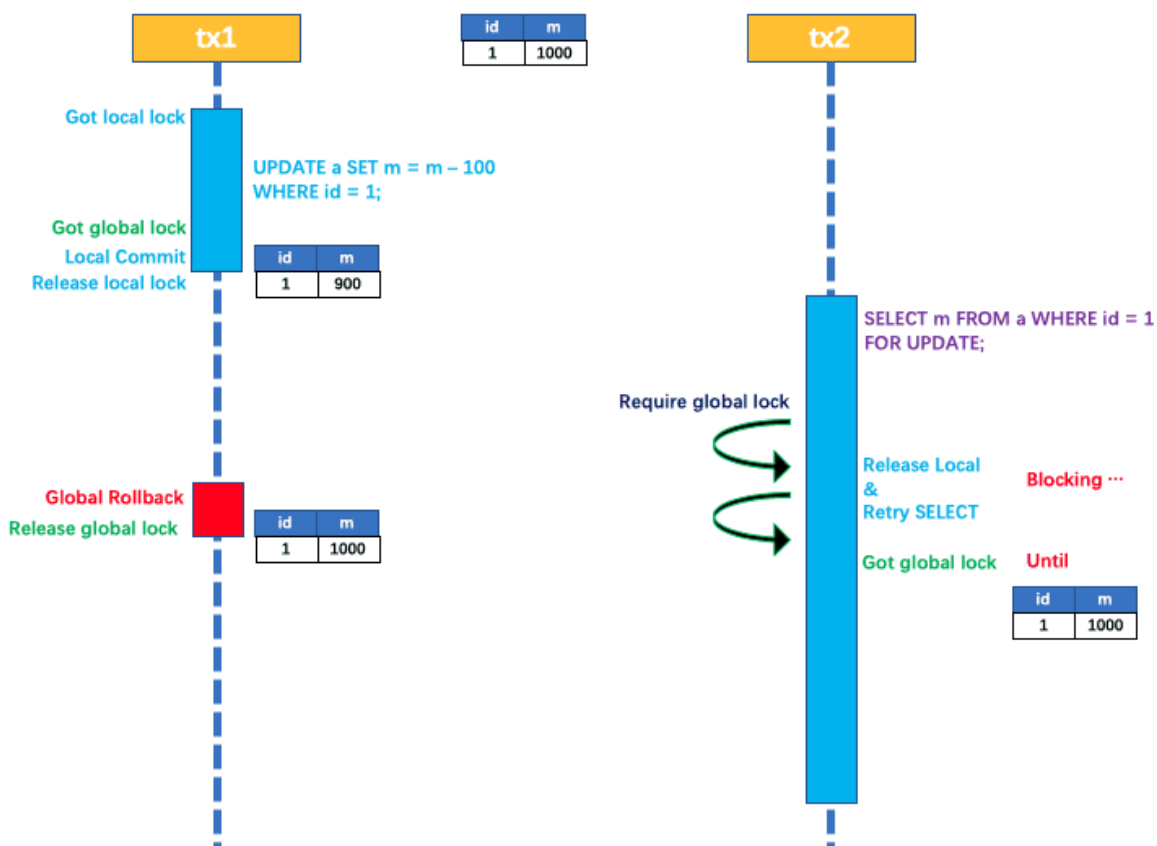 tx1
id m
1 1000
tx2
Got local lock
UPDATE a SET m = m – 100
WHERE id = 1;
Got global lock
Local Commit
Release local lock
id m
1 900
SELECT m FROM a WHERE id = 1
FOR UPDATE;
Require global lock
Release Local
&
Retry SELECT
Blocking ···
Global Rollback
Release global lock
id m
1 1000
Got global lock
Until
id m
1 1000